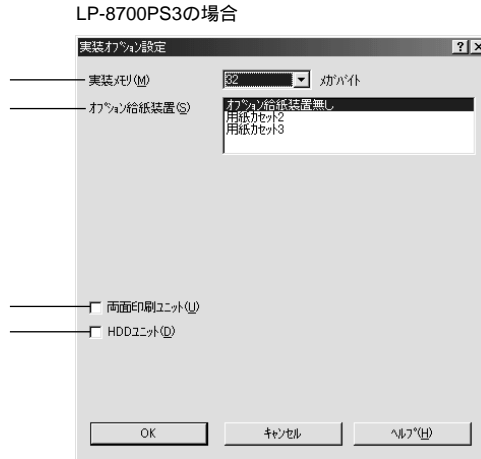 LP-8700PS3の場合
実装ｵﾌﾟｼｮﾝ設定
実装ﾒﾓﾘ(M) 32 ﾒｶﾞﾊﾞｲﾄ
ｵﾌﾟｼｮﾝ給紙装置(S) ｵﾌﾟｼｮﾝ給紙装置無し
用紙ｶｾｯﾄ2
用紙ｶｾｯﾄ3
両面印刷ﾕﾆｯﾄ(U)
HDDﾕﾆｯﾄ(D)
OK ｷｬﾝｾﾙ ﾍﾙﾌﾟ(H)